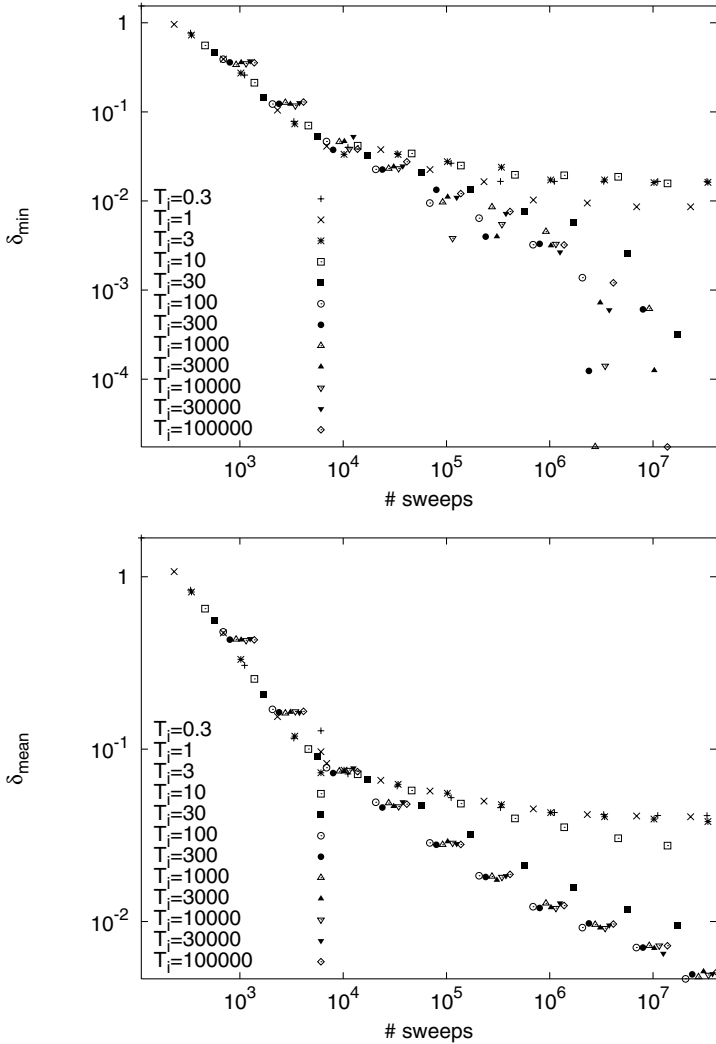 1
10^-1
10^-2
10^-3
10^-4
δ_min
T_i=0.3
T_i=1
T_i=3
T_i=10
T_i=30
T_i=100
T_i=300
T_i=1000
T_i=3000
T_i=10000
T_i=30000
T_i=100000
10^3 10^4 10^5 10^6 10^7
# sweeps
1
10^-1
10^-2
δ_mean
T_i=0.3
T_i=1
T_i=3
T_i=10
T_i=30
T_i=100
T_i=300
T_i=1000
T_i=3000
T_i=10000
T_i=30000
T_i=100000
10^3 10^4 10^5 10^6 10^7
# sweeps